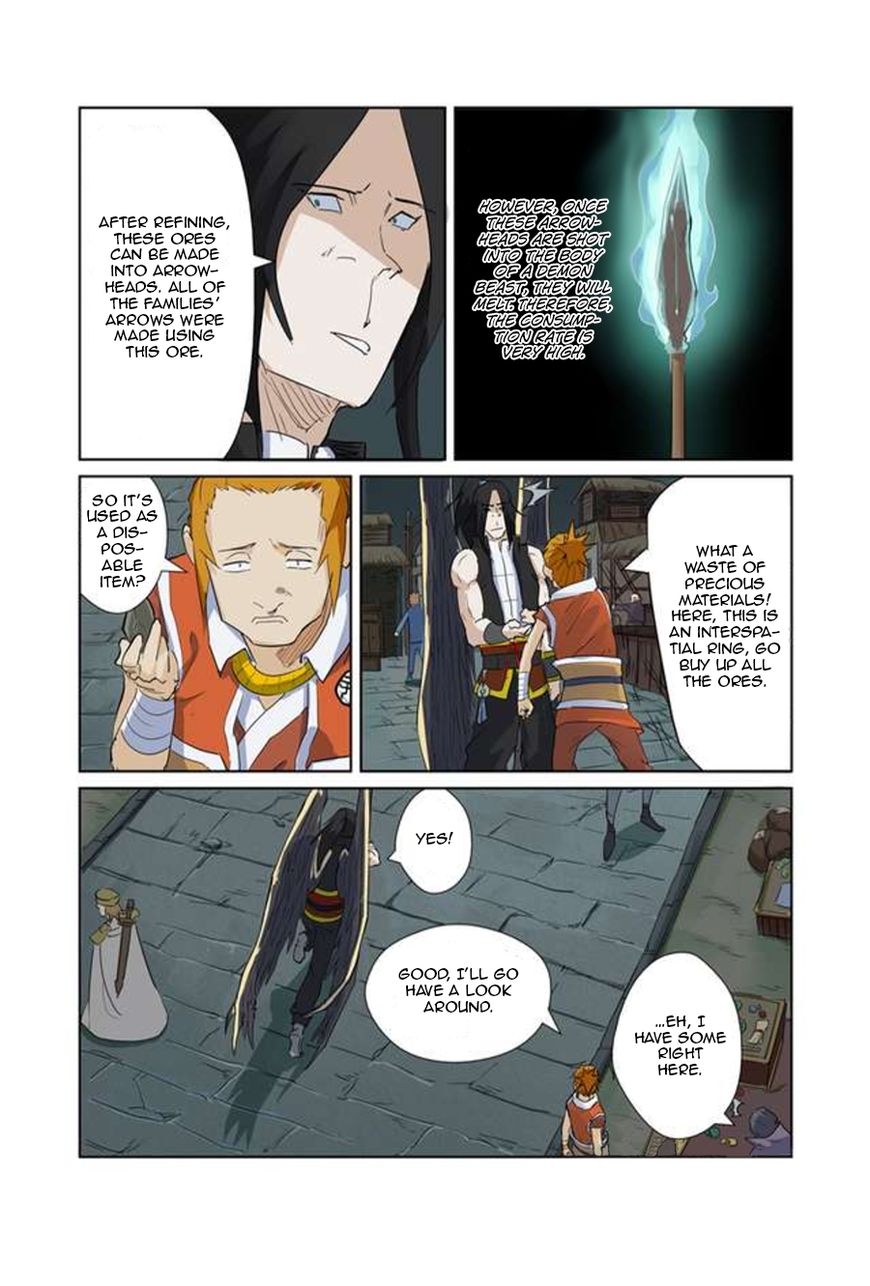 AFTER REFINING,
THESE ORES
CAN BE MADE
INTO ARROW-
HEADS. ALL OF
THE FAMILIES'
ARROWS WERE
MADE USING
THIS ORE.
HOWEVER, ONCE
THESE ARROW-
HEADS ARE SHOT
INTO THE BODY
OF A DEMON
BEAST, THEY WILL
MELT. THEREFORE,
THE CONSUMP-
TION RATE IS
VERY HIGH.
SO IT'S
USED AS
A DIS-
POS-
ABLE
ITEM?
WHAT A
WASTE OF
PRECIOUS
MATERIALS!
HERE, THIS IS
AN INTERSPA-
TIAL RING, GO
BUY UP ALL
THE ORES.
YES!
GOOD, I'LL GO
HAVE A LOOK
AROUND.
...EH, I
HAVE SOME
RIGHT
HERE.